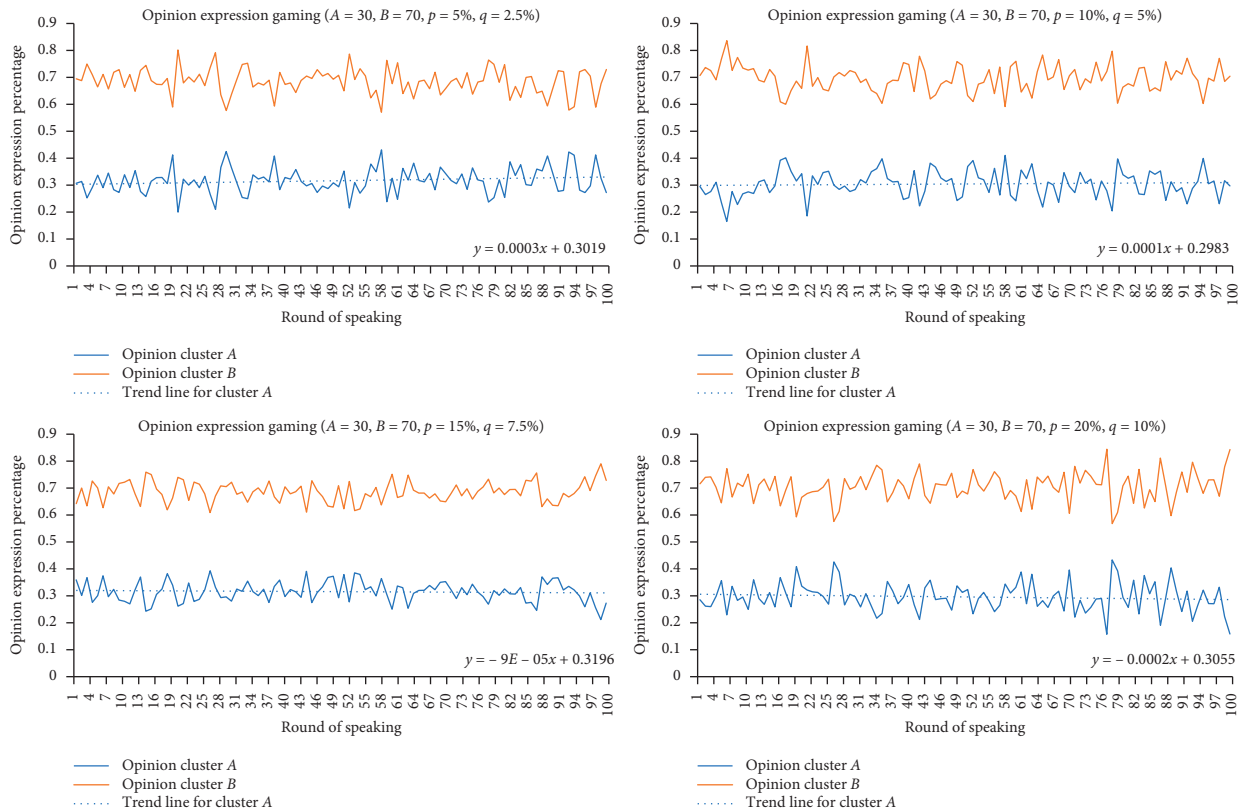 Opinion expression gaming (A = 30, B = 70, p = 5%, q = 2.5%)
Opinion expression percentage
0.9
0.8
0.7
0.6
0.5
0.4
0.3
0.2
0.1
0
y = 0.0003x + 0.3019
1 4 7 10 13 16 19 22 25 28 31 34 37 40 43 46 49 52 55 58 61 64 67 70 73 76 79 82 85 88 91 94 97 100
Round of speaking
Opinion cluster A
Opinion cluster B
Trend line for cluster A
Opinion expression gaming (A = 30, B = 70, p = 10%, q = 5%)
Opinion expression percentage
0.9
0.8
0.7
0.6
0.5
0.4
0.3
0.2
0.1
0
y = 0.0001x + 0.2983
1 4 7 10 13 16 19 22 25 28 31 34 37 40 43 46 49 52 55 58 61 64 67 70 73 76 79 82 85 88 91 94 97 100
Round of speaking
Opinion cluster A
Opinion cluster B
Trend line for cluster A
Opinion expression gaming (A = 30, B = 70, p = 15%, q = 7.5%)
Opinion expression percentage
0.9
0.8
0.7
0.6
0.5
0.4
0.3
0.2
0.1
0
y = – 9E – 05x + 0.3196
1 4 7 10 13 16 19 22 25 28 31 34 37 40 43 46 49 52 55 58 61 64 67 70 73 76 79 82 85 88 91 94 97 100
Round of speaking
Opinion cluster A
Opinion cluster B
Trend line for cluster A
Opinion expression gaming (A = 30, B = 70, p = 20%, q = 10%)
Opinion expression percentage
0.9
0.8
0.7
0.6
0.5
0.4
0.3
0.2
0.1
0
y = – 0.0002x + 0.3055
1 4 7 10 13 16 19 22 25 28 31 34 37 40 43 46 49 52 55 58 61 64 67 70 73 76 79 82 85 88 91 94 97 100
Round of speaking
Opinion cluster A
Opinion cluster B
Trend line for cluster A